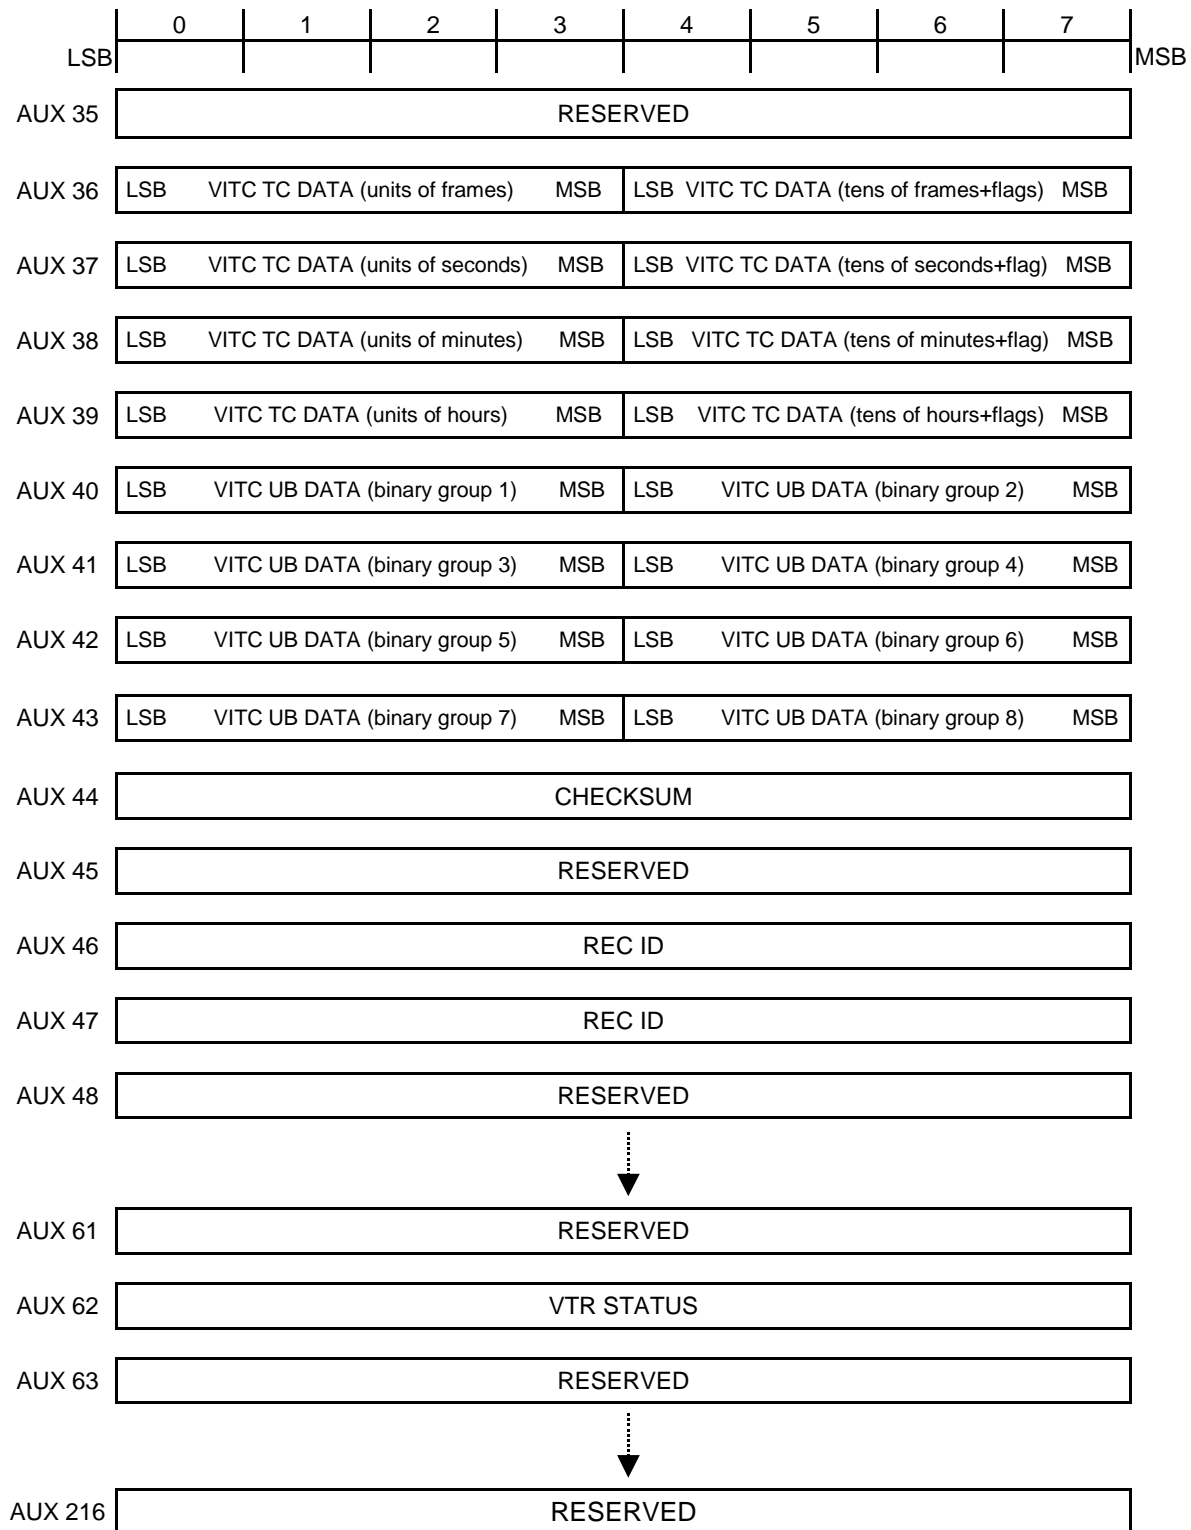 0 1 2 3 4 5 6 7
LSB MSB
AUX 35 RESERVED
AUX 36 LSB VITC TC DATA (units of frames) MSB LSB VITC TC DATA (tens of frames+flags) MSB
AUX 37 LSB VITC TC DATA (units of seconds) MSB LSB VITC TC DATA (tens of seconds+flag) MSB
AUX 38 LSB VITC TC DATA (units of minutes) MSB LSB VITC TC DATA (tens of minutes+flag) MSB
AUX 39 LSB VITC TC DATA (units of hours) MSB LSB VITC TC DATA (tens of hours+flags) MSB
AUX 40 LSB VITC UB DATA (binary group 1) MSB LSB VITC UB DATA (binary group 2) MSB
AUX 41 LSB VITC UB DATA (binary group 3) MSB LSB VITC UB DATA (binary group 4) MSB
AUX 42 LSB VITC UB DATA (binary group 5) MSB LSB VITC UB DATA (binary group 6) MSB
AUX 43 LSB VITC UB DATA (binary group 7) MSB LSB VITC UB DATA (binary group 8) MSB
AUX 44 CHECKSUM
AUX 45 RESERVED
AUX 46 REC ID
AUX 47 REC ID
AUX 48 RESERVED
AUX 61 RESERVED
AUX 62 VTR STATUS
AUX 63 RESERVED
AUX 216 RESERVED